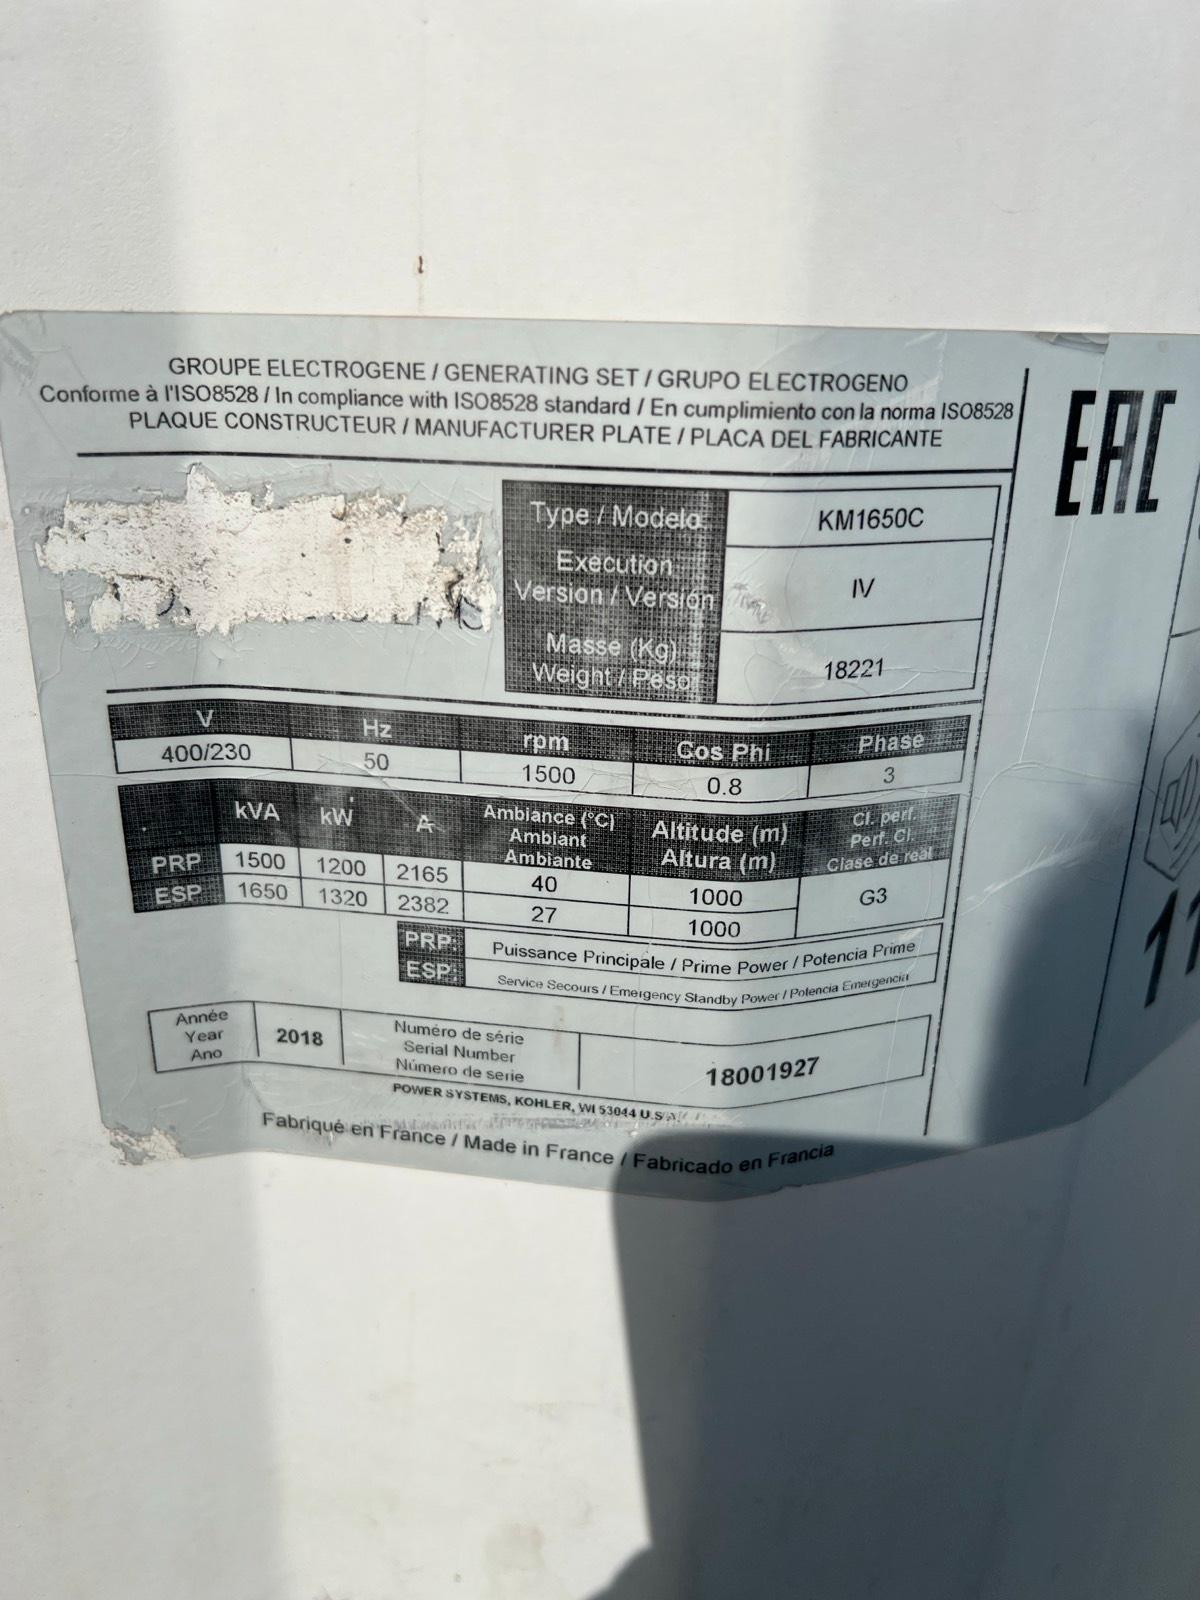 GROUPE ELECTROGENE / GENERATING SET / GRUPO ELECTROGENO
Conforme à l'ISO8528 / In compliance with ISO8528 standard / En cumplimiento con la norma ISO8528
PLAQUE CONSTRUCTEUR / MANUFACTURER PLATE / PLACA DEL FABRICANTE
EAC
Type / Modelo KM1650C
Execution
Version / Versión IV
Masse (Kg)
Weight / Peso 18221
V Hz rpm Cos Phi Phase
400/230 50 1500 0.8 3
kVA kW A Ambiance (°C) Altitude (m) Cl. perf.
Ambiant Altura (m) Perf. Cl.
Ambiante Clase de real
PRP 1500 1200 2165 40 1000 G3
ESP 1650 1320 2382 27 1000
PRP: Puissance Principale / Prime Power / Potencia Prime
ESP: Service Secours / Emergency Standby Power / Potencia Emergencia
Année
Year
Ano
2018
Numéro de série
Serial Number
Número de serie
18001927
POWER SYSTEMS, KOHLER, WI 53044 U.S.A
Fabriqué en France / Made in France / Fabricado en Francia